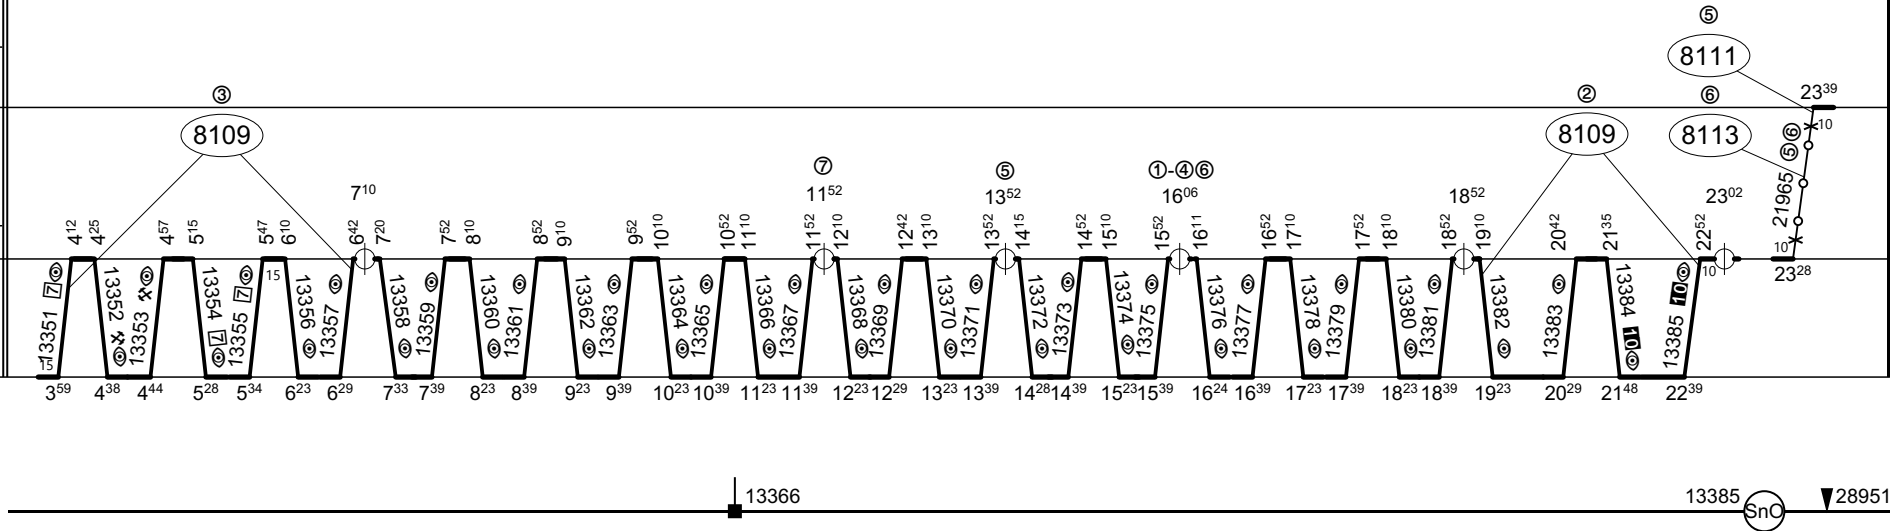 ⑤
8111
23³⁹
③ ② ⑥
8109 8109 8113
10
⑤⑥
21965
⑦ ⑤ ①-④⑥
7¹⁰ 11⁵² 13⁵² 16⁰⁶ 18⁵² 23⁰²
4¹² 4²⁵ 4⁵⁷ 5¹⁵ 5⁴⁷ 6¹⁰ 6⁴² 7²⁰ 7⁵² 8¹⁰ 8⁵² 9¹⁰ 9⁵² 10¹⁰ 10⁵² 11¹⁰ 11⁵² 12¹⁰ 12⁴² 13¹⁰ 13⁵² 14¹⁵ 14⁵² 15¹⁰ 15⁵² 16¹¹ 16⁵² 17¹⁰ 17⁵² 18¹⁰ 18⁵² 19¹⁰ 20⁴² 21³⁵ 22⁵² 10
15 10 23²⁸
13351 7 13352 13353 13354 7 13355 7 13356 13357 13358 13359 13360 13361 13362 13363 13364 13365 13366 13367 13368 13369 13370 13371 13372 13373 13374 13375 13376 13377 13378 13379 13380 13381 13382 13383 13384 10 13385 10
15
3⁵⁹ 4³⁸ 4⁴⁴ 5²⁸ 5³⁴ 6²³ 6²⁹ 7³³ 7³⁹ 8²³ 8³⁹ 9²³ 9³⁹ 10²³ 10³⁹ 11²³ 11³⁹ 12²³ 12²⁹ 13²³ 13³⁹ 14²⁸ 14³⁹ 15²³ 15³⁹ 16²⁴ 16³⁹ 17²³ 17³⁹ 18²³ 18³⁹ 19²³ 20²⁹ 21⁴⁸ 22³⁹
13366 13385 SnO 28951